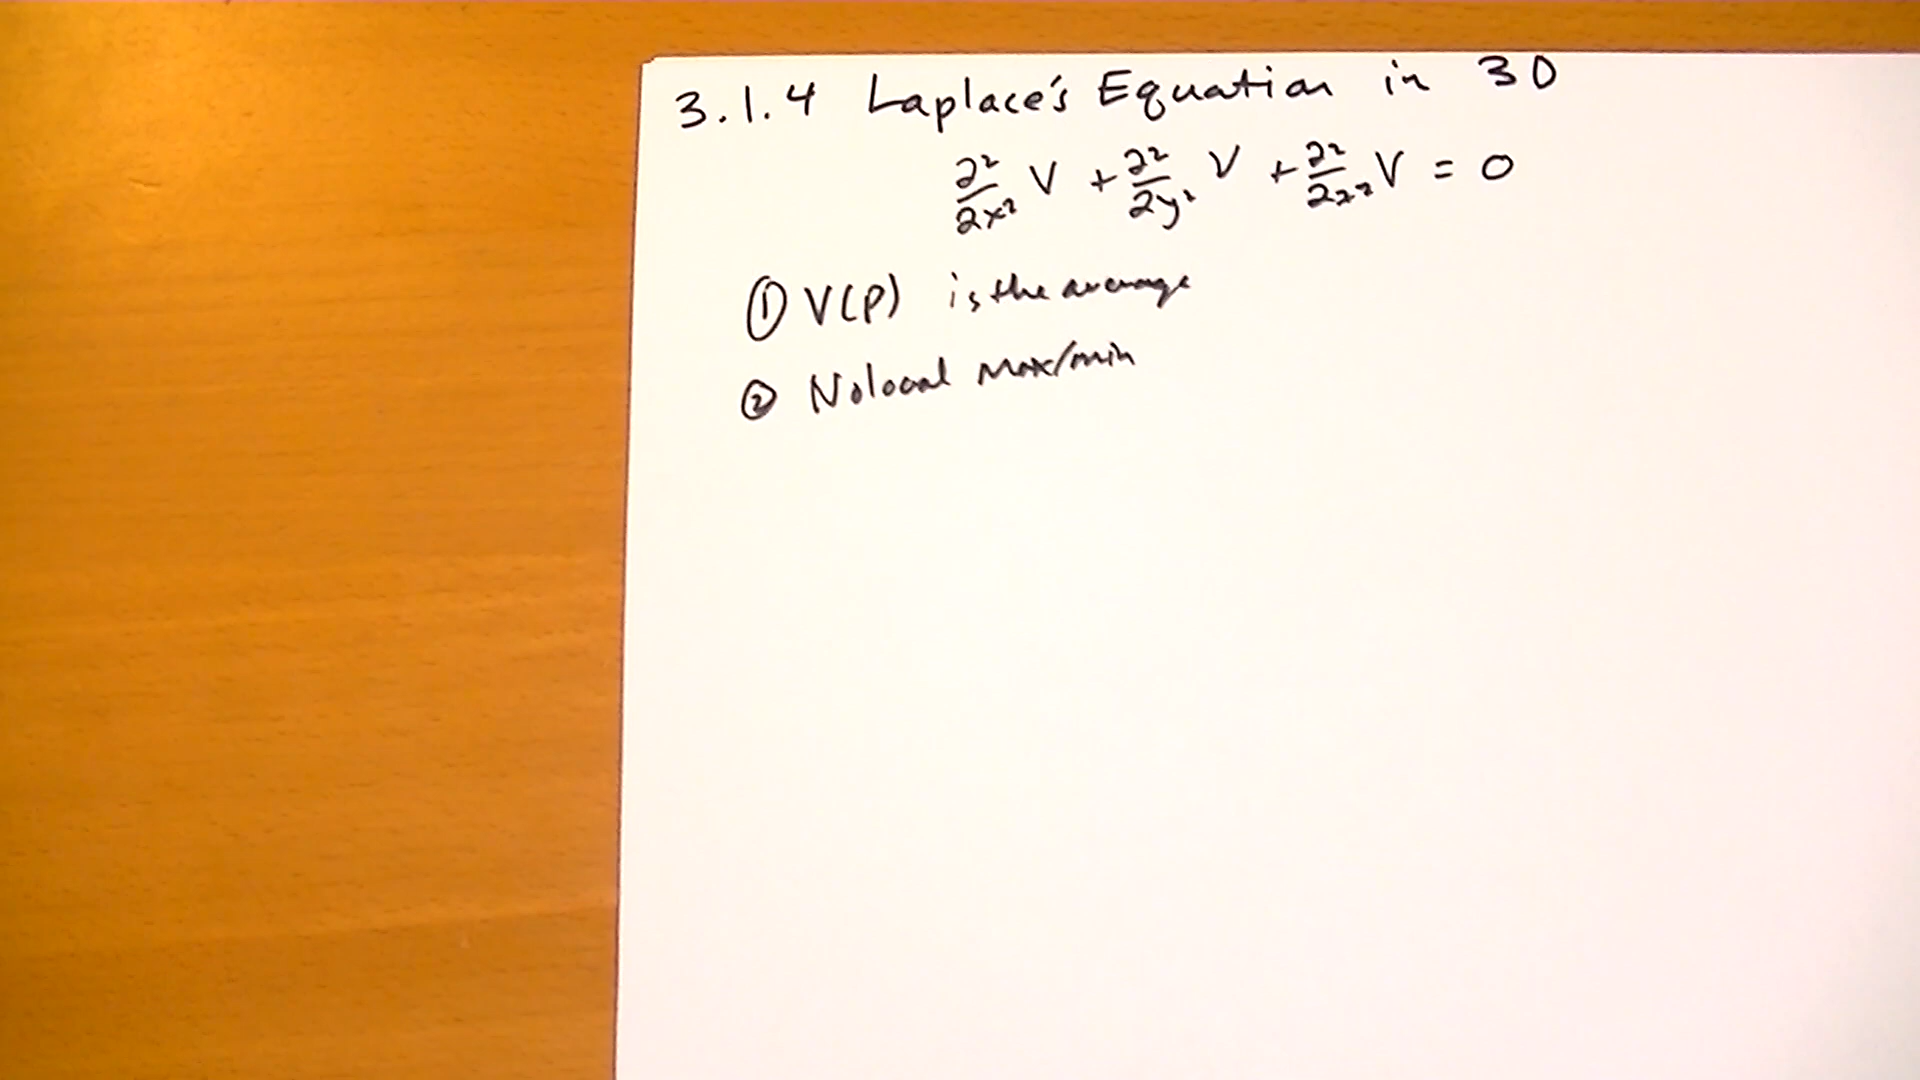 3.1.4 Laplace's Equation in 3D
∂²/∂x² V + ∂²/∂y² V + ∂²/∂z² V = 0
① V(P) is the average
② No local max/min